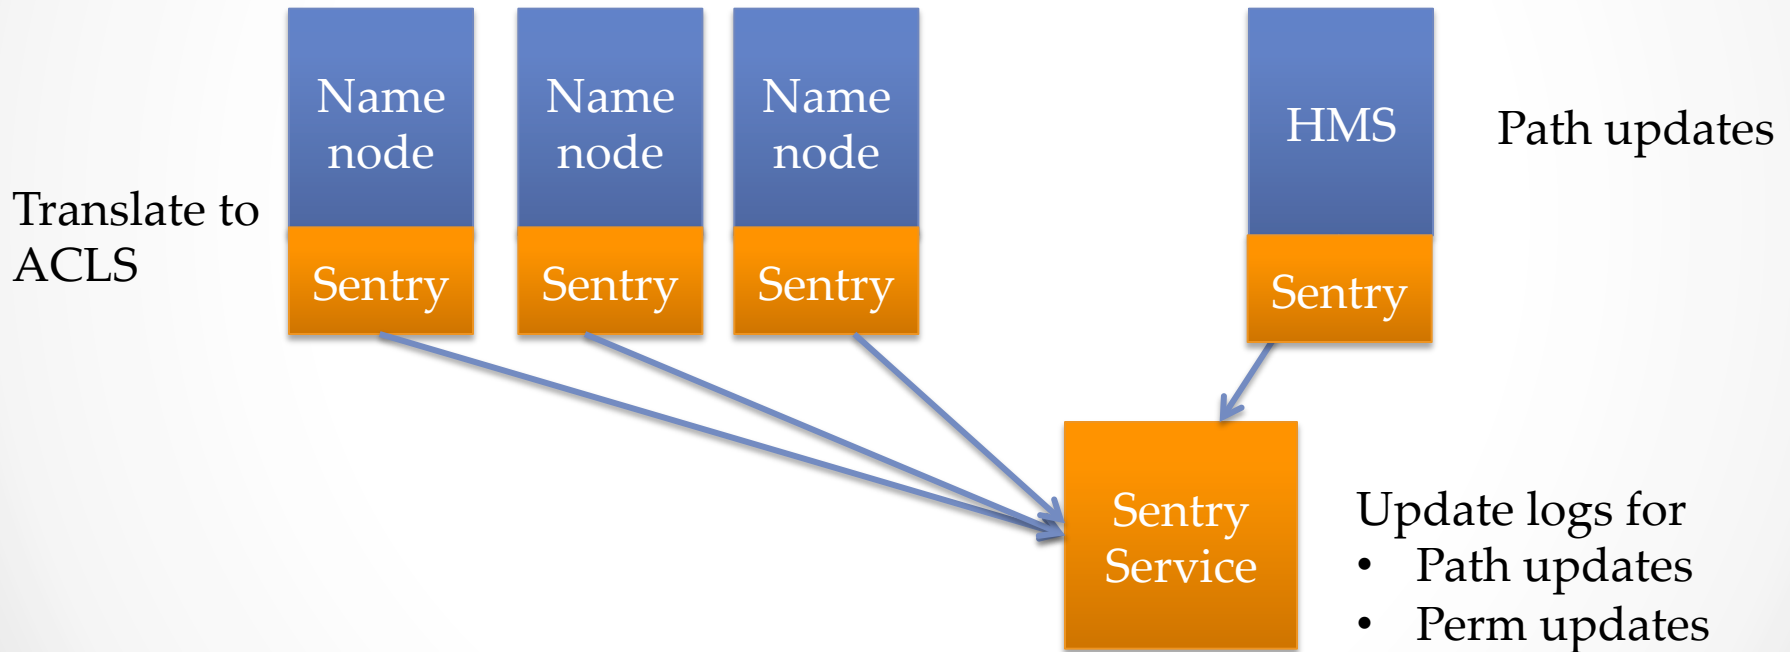 Translate to
ACLS
Name
node
Sentry
Name
node
Sentry
Name
node
Sentry
HMS
Sentry
Path updates
Sentry
Service
Update logs for
• Path updates
• Perm updates